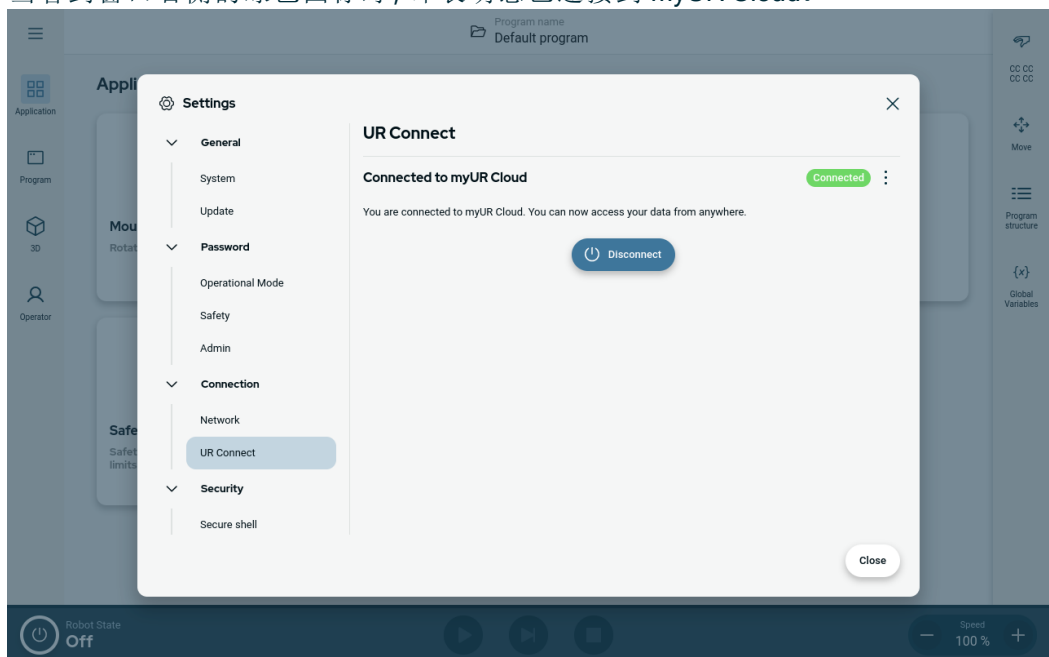 Program name
Default program
CC CC
CC CC
Application
Appli
Settings
General
UR Connect
Move
System
Connected to myUR Cloud
Connected
Program
Update
You are connected to myUR Cloud. You can now access your data from anywhere.
Program
structure
Mou
Rotat
Password
Disconnect
3D
Operational Mode
{x}
Global
Variables
Operator
Safety
Admin
Connection
Network
Safe
Safet
limits
UR Connect
Security
Secure shell
Close
Robot State
Off
Speed
100 %